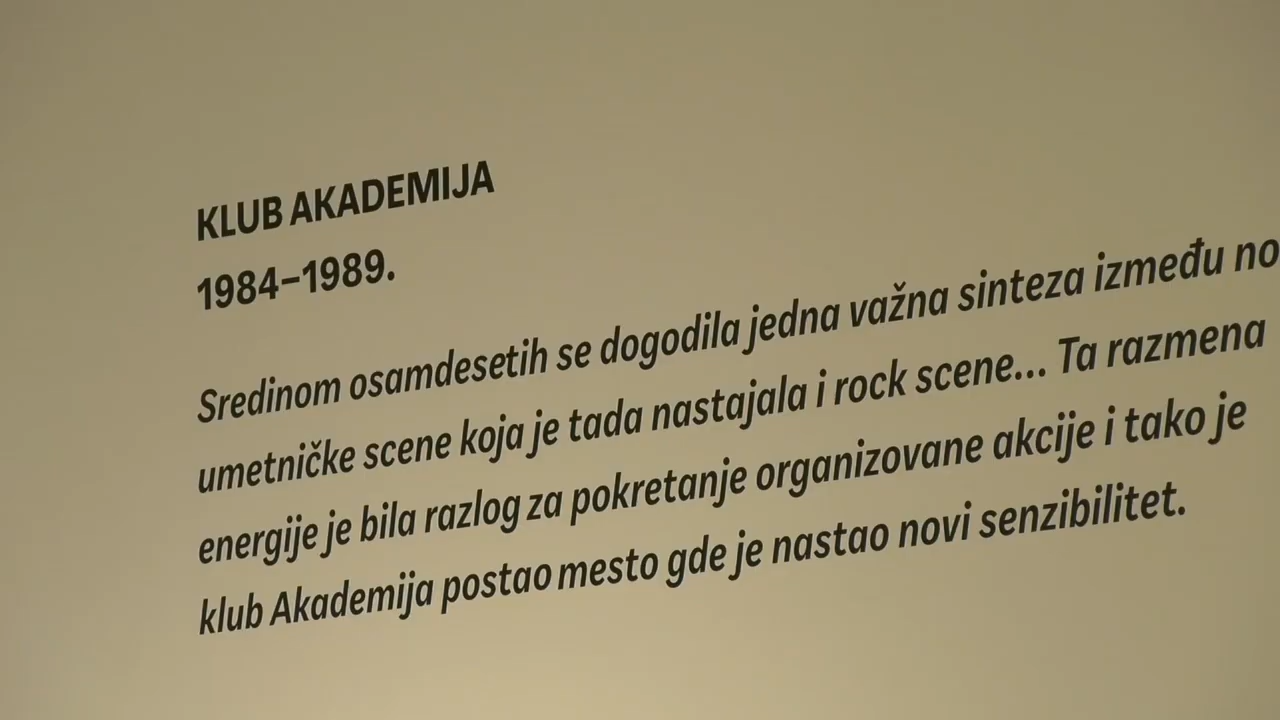 KLUB AKADEMIJA
1984–1989.
Sredinom osamdesetih se dogodila jedna važna sinteza između no
umetničke scene koja je tada nastajala i rock scene... Ta razmena
energije je bila razlog za pokretanje organizovane akcije i tako je
klub Akademija postao mesto gde je nastao novi senzibilitet.